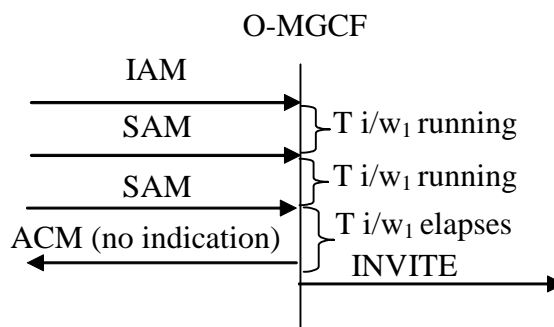 O-MGCF
IAM
T i/w₁ running
SAM
T i/w₁ running
SAM
T i/w₁ elapses
ACM (no indication)
INVITE